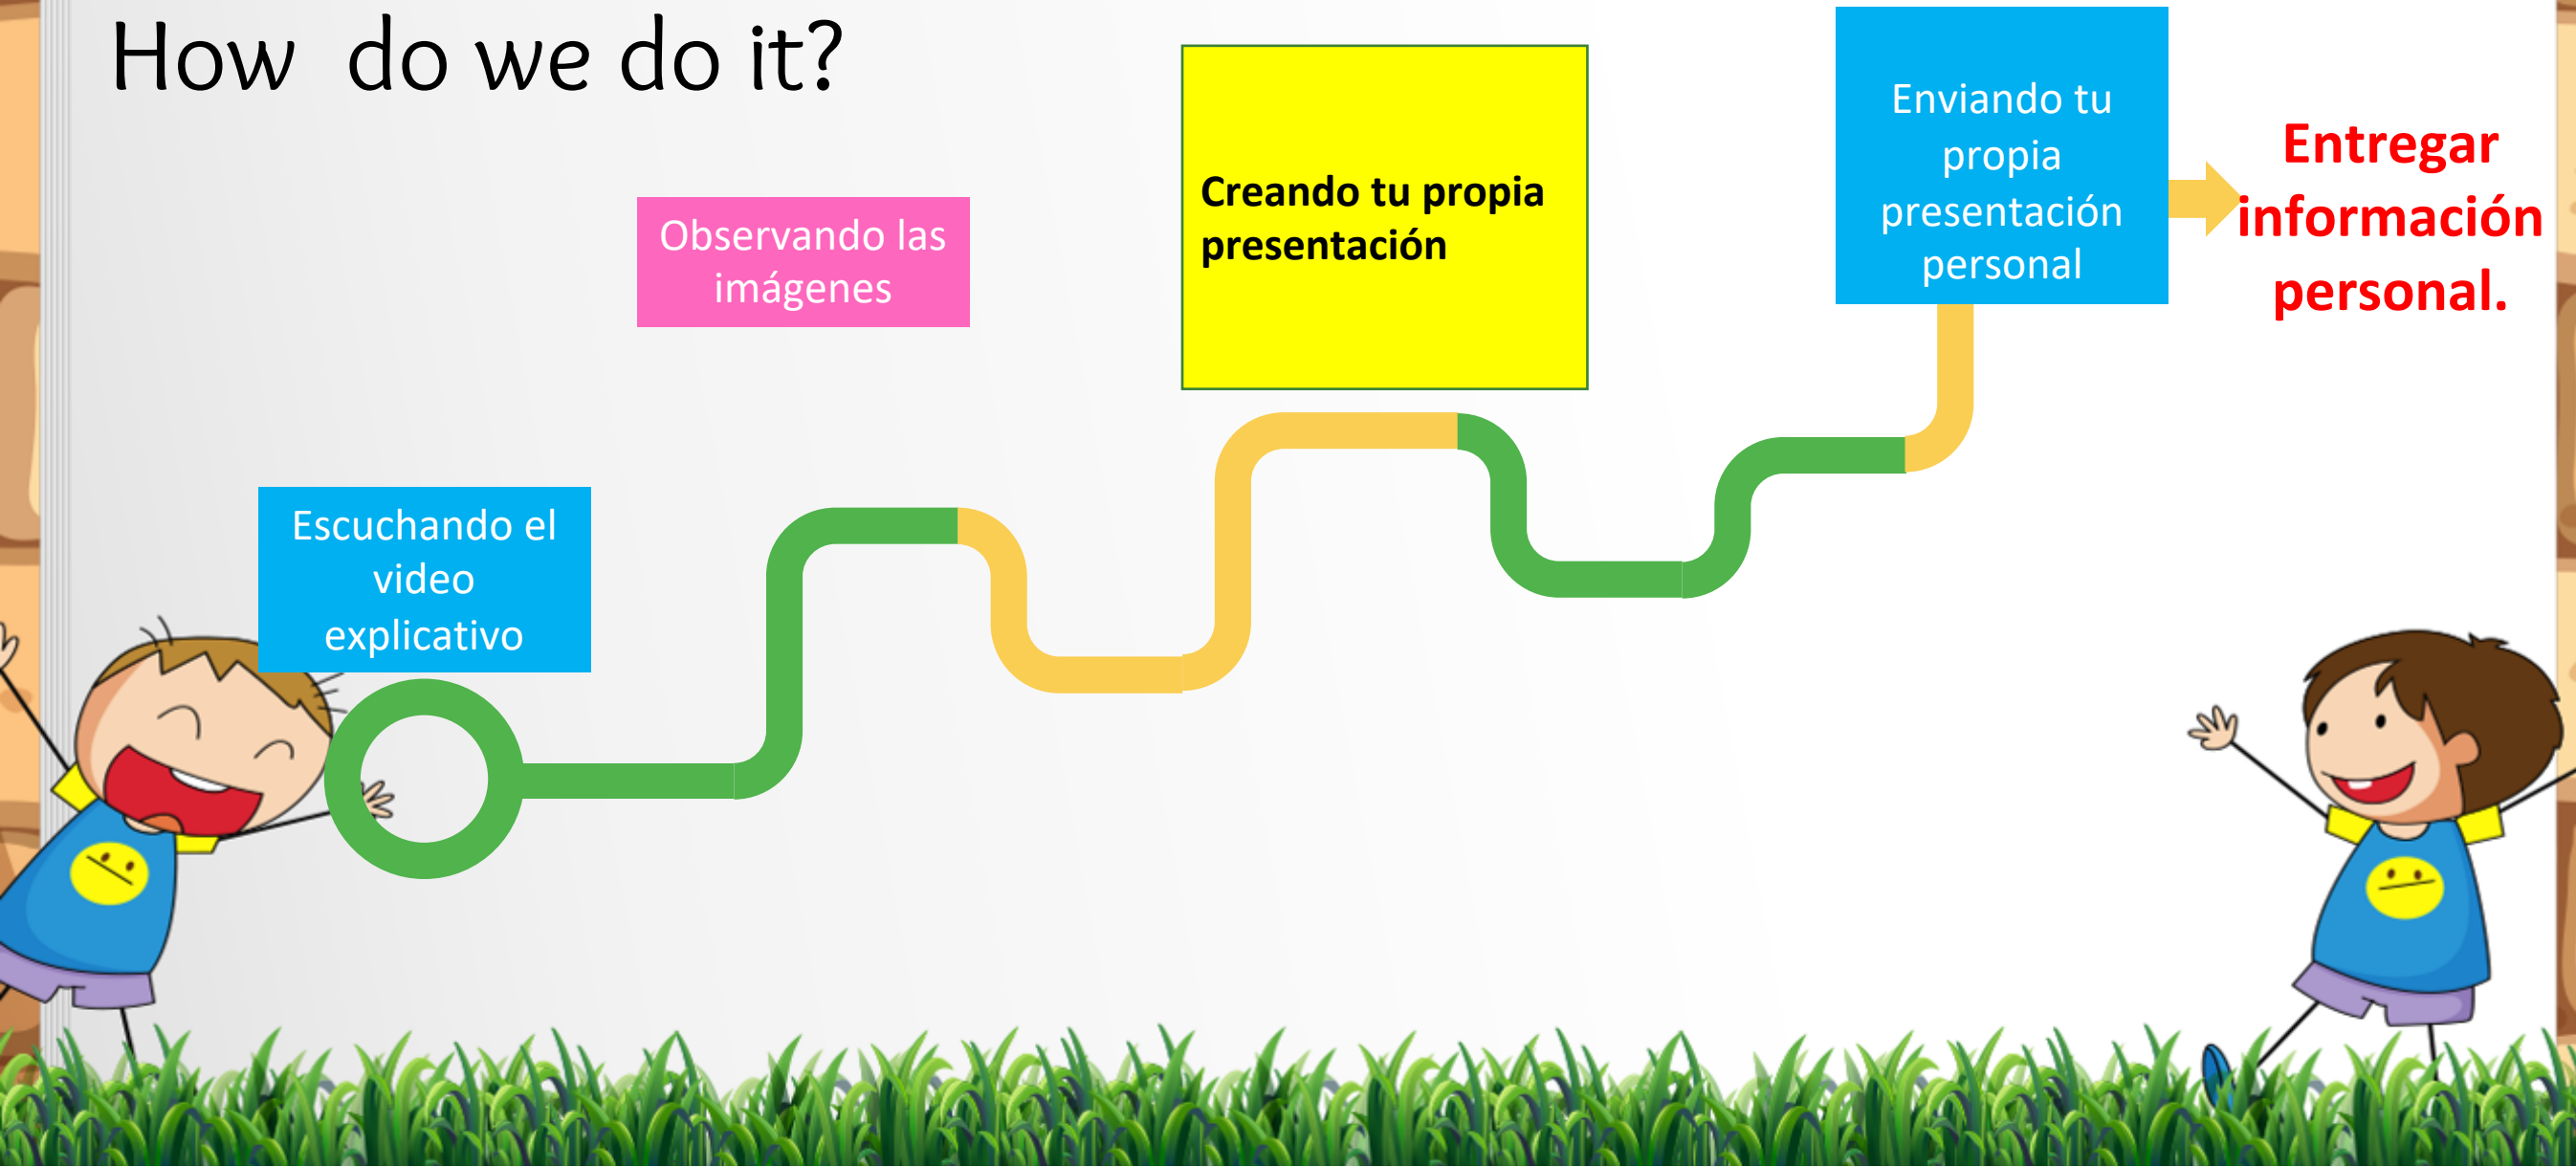 How do we do it?
Escuchando el
video
explicativo
Observando las
imágenes
Creando tu propia
presentación
Enviando tu
propia
presentación
personal
Entregar
información
personal.